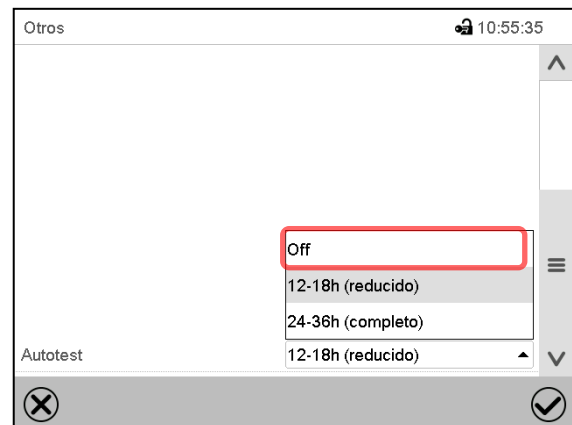 Otros 10:55:35
Off
12-18h (reducido)
24-36h (completo)
Autotest 12-18h (reducido)